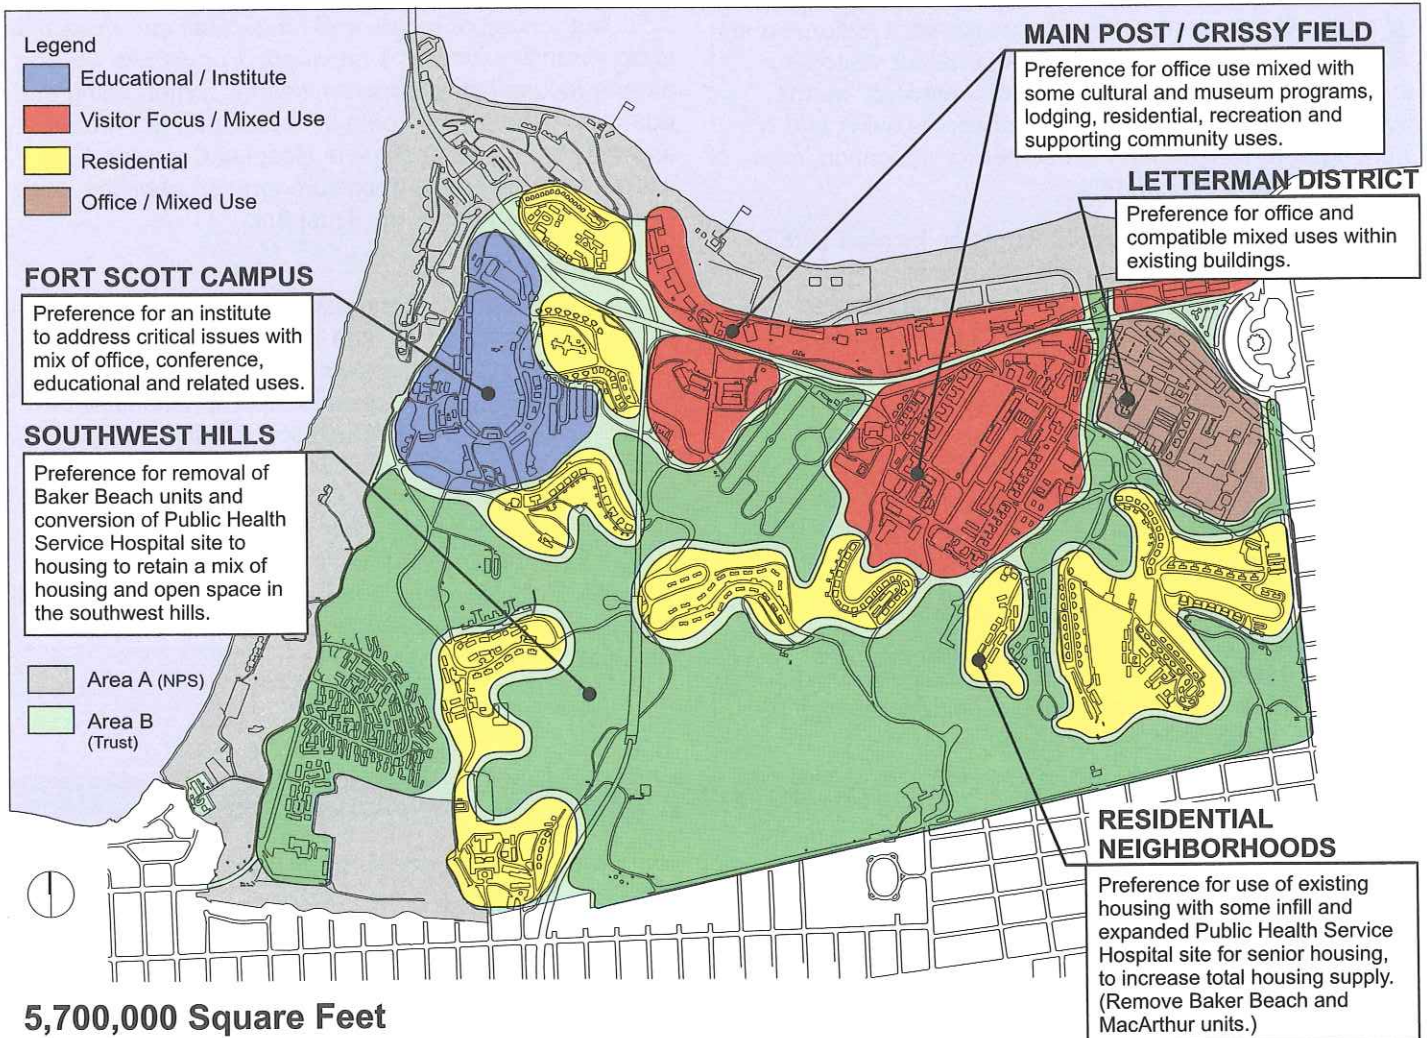 Legend
Educational / Institute
Visitor Focus / Mixed Use
Residential
Office / Mixed Use
MAIN POST / CRISSY FIELD
Preference for office use mixed with
some cultural and museum programs,
lodging, residential, recreation and
supporting community uses.
LETTERMAN DISTRICT
Preference for office and
compatible mixed uses within
existing buildings.
FORT SCOTT CAMPUS
Preference for an institute
to address critical issues with
mix of office, conference,
educational and related uses.
SOUTHWEST HILLS
Preference for removal of
Baker Beach units and
conversion of Public Health
Service Hospital site to
housing to retain a mix of
housing and open space in
the southwest hills.
Area A (NPS)
Area B
(Trust)
RESIDENTIAL
NEIGHBORHOODS
Preference for use of existing
housing with some infill and
expanded Public Health Service
Hospital site for senior housing,
to increase total housing supply.
(Remove Baker Beach and
MacArthur units.)
5,700,000 Square Feet